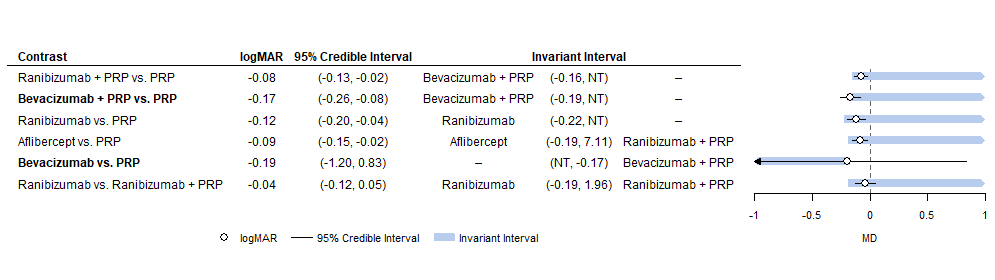 Contrast logMAR 95% Credible Interval Invariant Interval
Ranibizumab + PRP vs. PRP -0.08 (-0.13, -0.02) Bevacizumab + PRP (-0.16, NT) –
Bevacizumab + PRP vs. PRP -0.17 (-0.26, -0.08) Bevacizumab + PRP (-0.19, NT) –
Ranibizumab vs. PRP -0.12 (-0.20, -0.04) Ranibizumab (-0.22, NT) –
Aflibercept vs. PRP -0.09 (-0.15, -0.02) Aflibercept (-0.19, 7.11) Ranibizumab + PRP
Bevacizumab vs. PRP -0.19 (-1.20, 0.83) – (NT, -0.17) Bevacizumab + PRP
Ranibizumab vs. Ranibizumab + PRP -0.04 (-0.12, 0.05) Ranibizumab (-0.19, 1.96) Ranibizumab + PRP
-1 -0.5 0 0.5 1
MD
logMAR 95% Credible Interval Invariant Interval